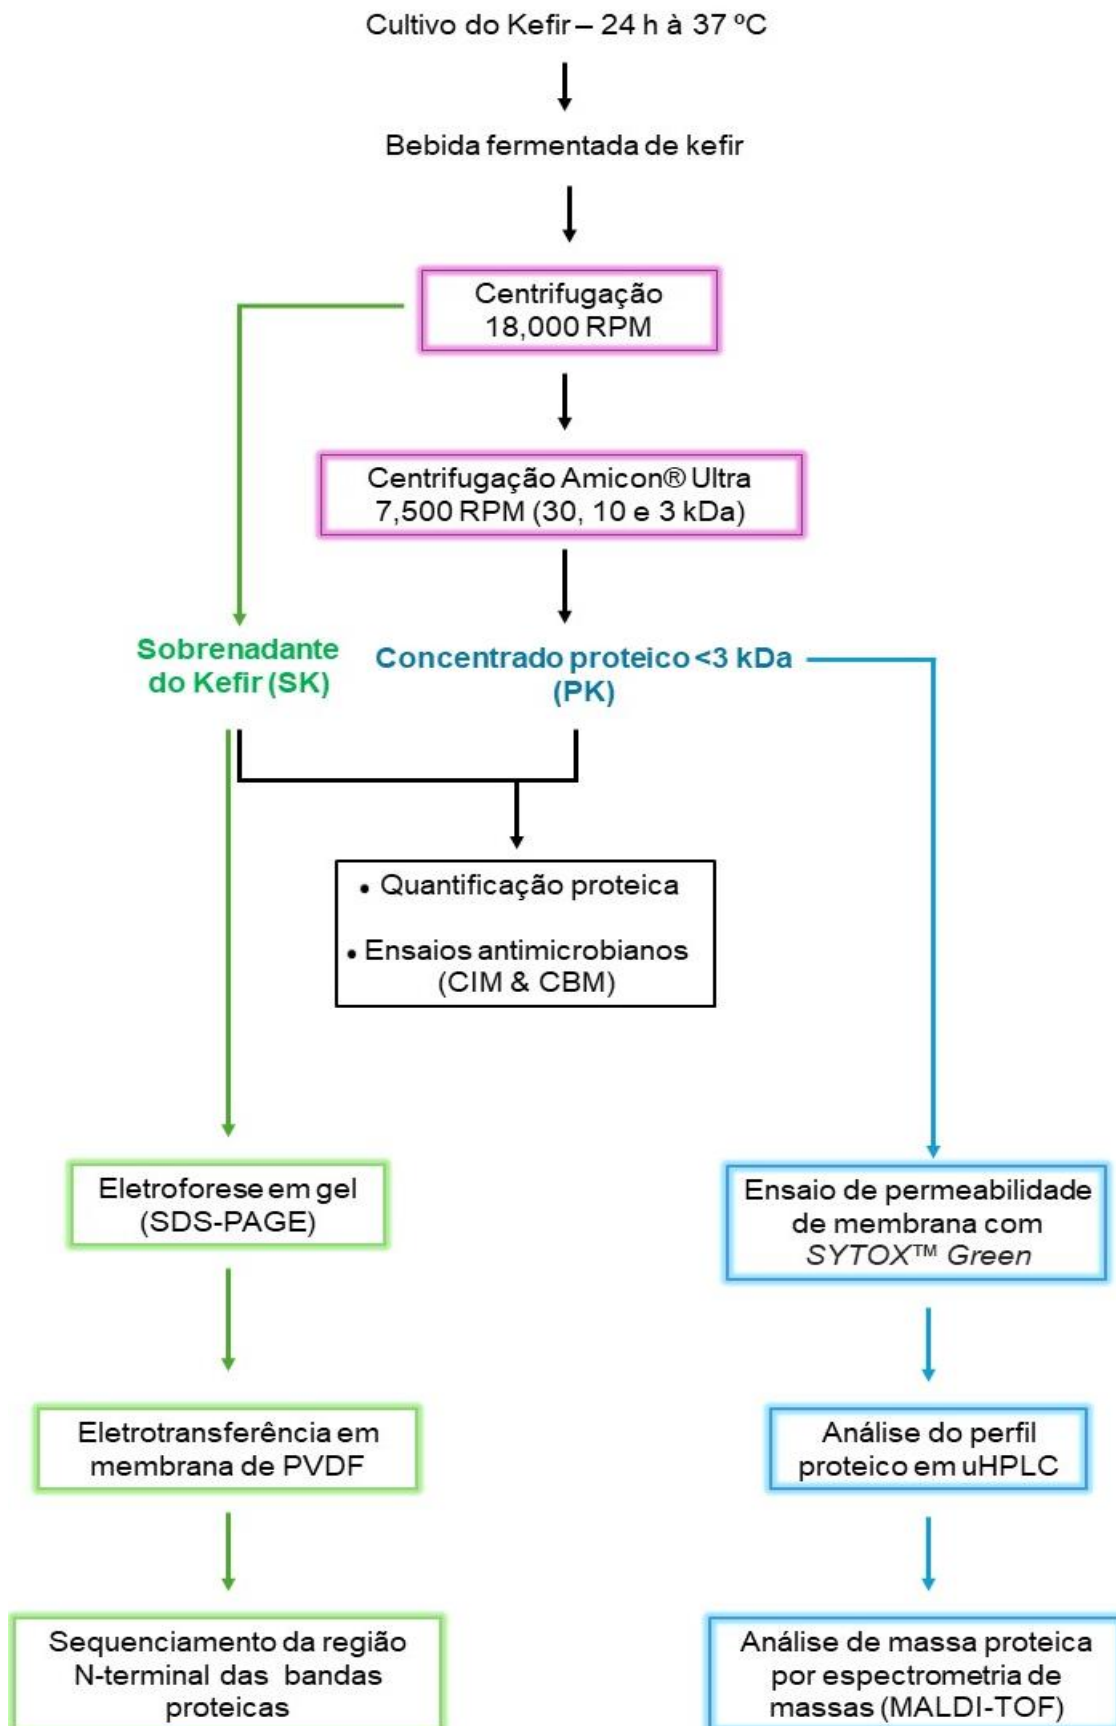 Cultivo do Kefir – 24 h à 37 ºC
Bebida fermentada de kefir
Centrifugação
18,000 RPM
Centrifugação Amicon® Ultra
7,500 RPM (30, 10 e 3 kDa)
Sobrenadante
do Kefir (SK)
Concentrado proteico <3 kDa
(PK)
• Quantificação proteica
• Ensaios antimicrobianos
(CIM & CBM)
Eletroforese em gel
(SDS-PAGE)
Ensaio de permeabilidade
de membrana com
SYTOX™ Green
Eletrotransferência em
membrana de PVDF
Análise do perfil
proteico em uHPLC
Sequenciamento da região
N-terminal das bandas
proteicas
Análise de massa proteica
por espectrometria de
massas (MALDI-TOF)